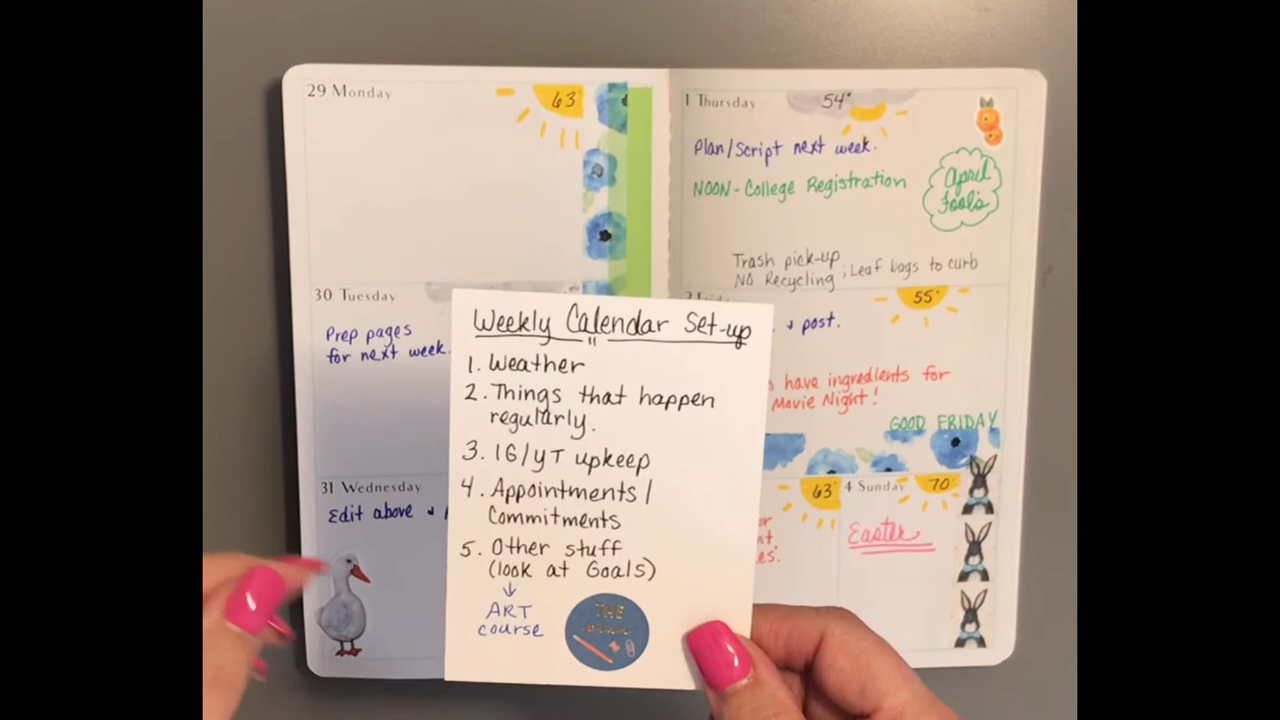 29 Monday
63°
30 Tuesday
Prep pages
for next week.
31 Wednesday
Edit above &
1 Thursday
54°
Plan/Script next week.
NOON - College Registration
April
Fool's
Trash pick-up
NO Recycling ; Leaf bags to curb
55°
& post.
have ingredients for
Movie Night!
GOOD FRIDAY
63°
4 Sunday
70°
Easter
Weekly Calendar Set-up
1. Weather
2. Things that happen
regularly.
3. IG/YT upkeep
4. Appointments/
Commitments
5. Other stuff
(look at Goals)
↓
ART
course
THE